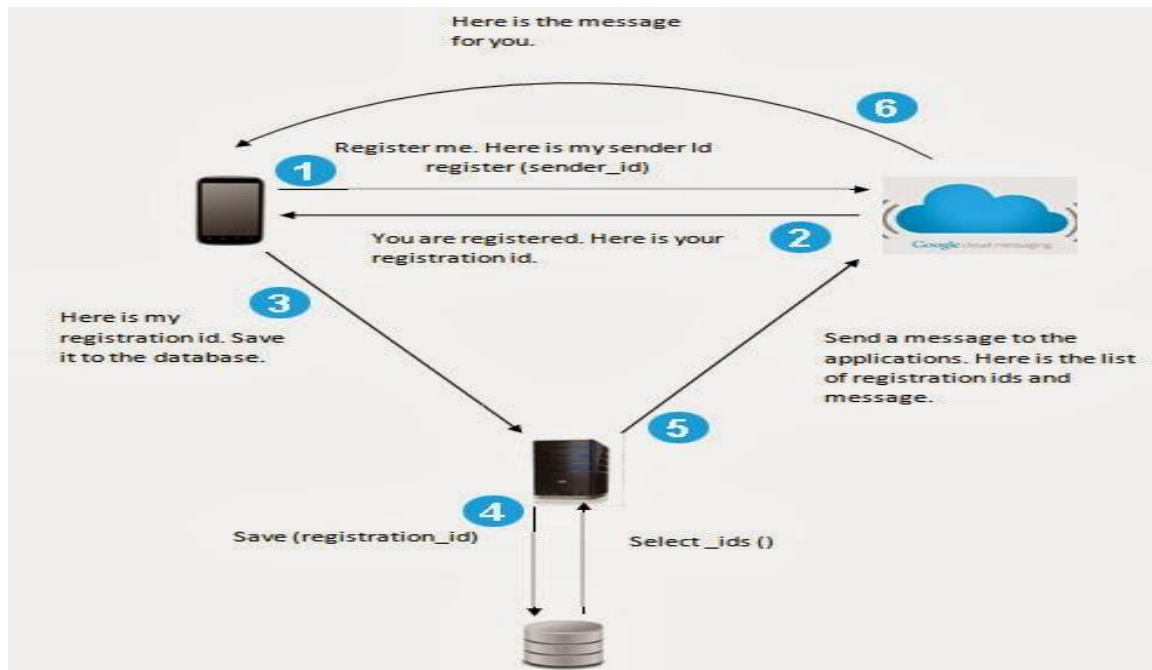 Here is the message
for you.
6
Register me. Here is my sender Id
register (sender_id)
1
Google cloud messaging
2
You are registered. Here is your
registration id.
3
Here is my
registration id. Save
it to the database.
Send a message to the
applications. Here is the list
of registration ids and
message.
5
4
Save (registration_id)
Select _ids ()